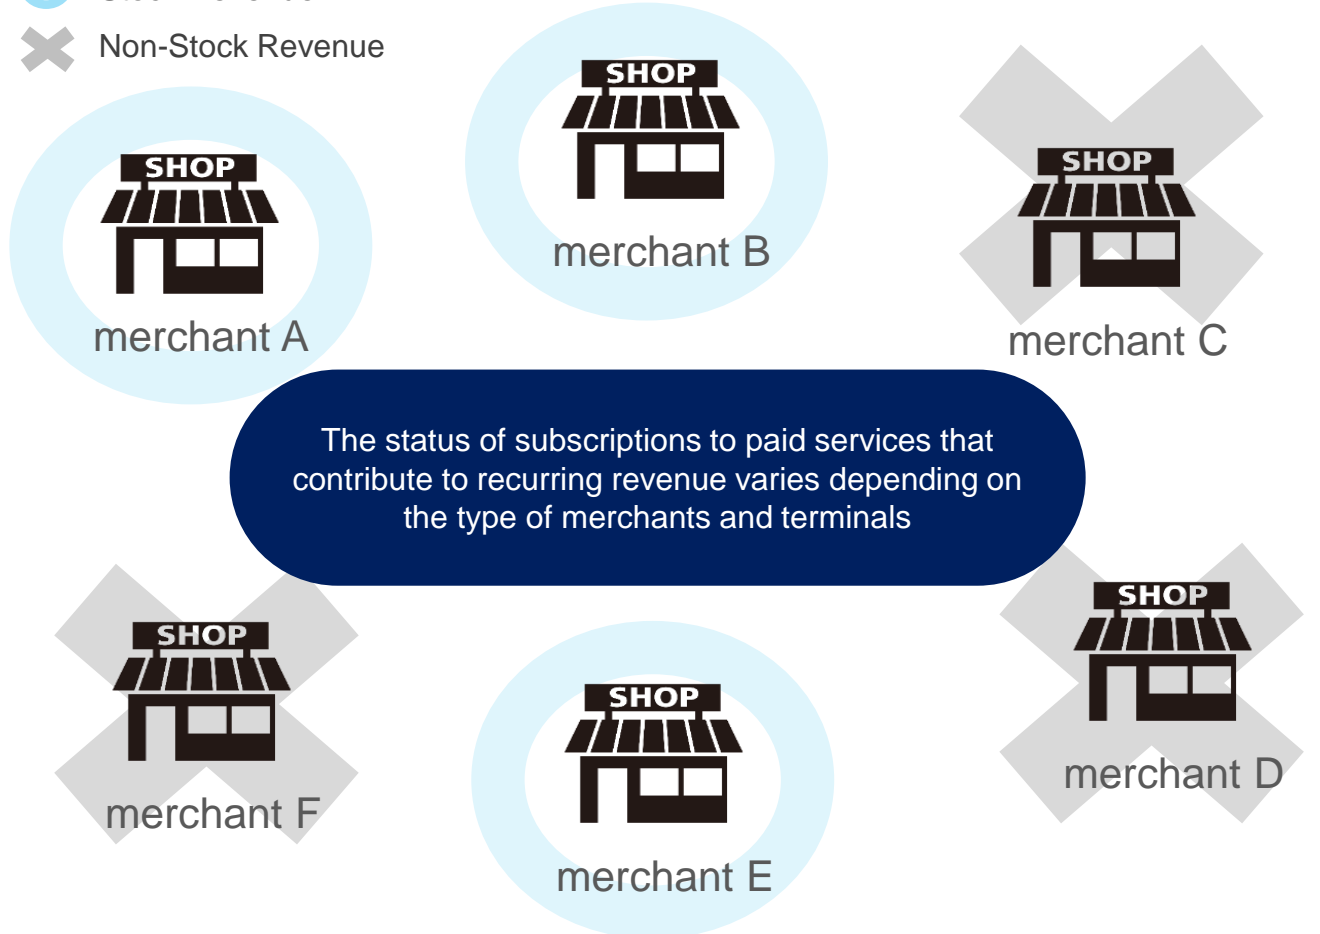 Non-Stock Revenue
SHOP
merchant A
SHOP
merchant B
SHOP
merchant C
The status of subscriptions to paid services that
contribute to recurring revenue varies depending on
the type of merchants and terminals
SHOP
merchant F
SHOP
merchant E
SHOP
merchant D